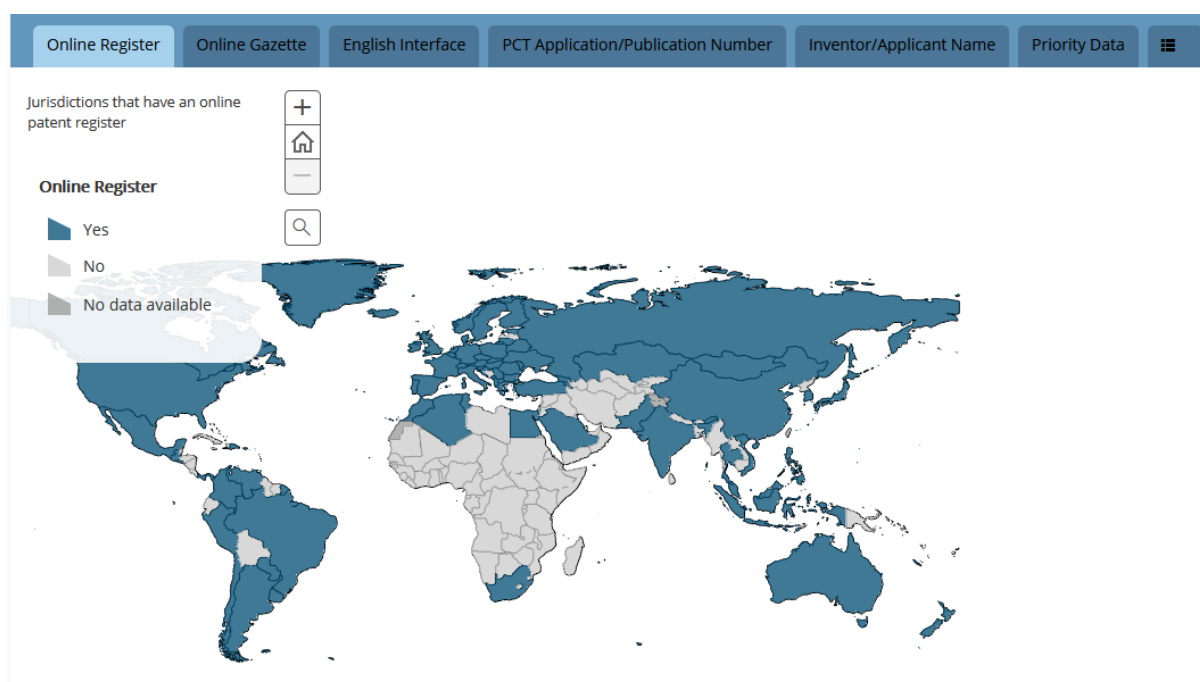 Online Register
Online Gazette
English Interface
PCT Application/Publication Number
Inventor/Applicant Name
Priority Data
Jurisdictions that have an online
patent register
Online Register
Yes
No
No data available